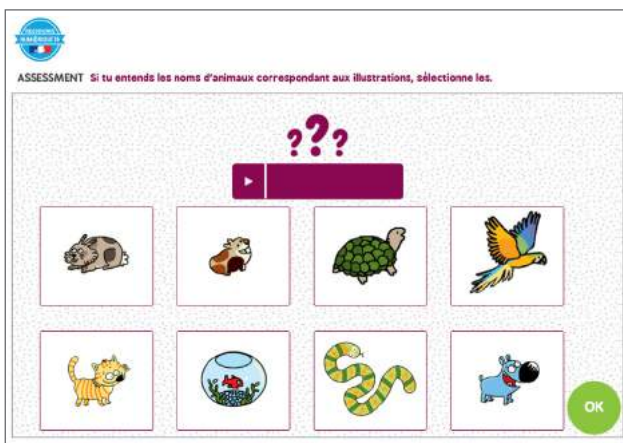 ASSESSMENT Si tu entends les noms d'animaux correspondant aux illustrations, sélectionne les.
???
OK